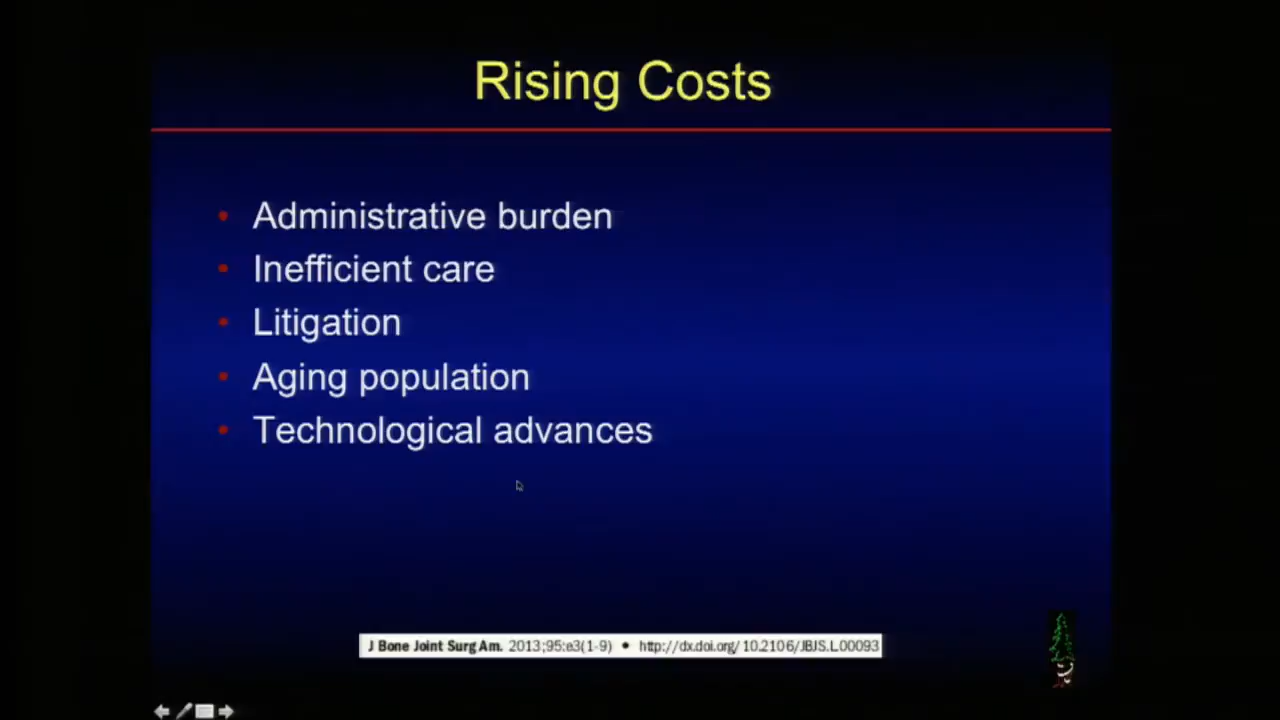 Rising Costs
• Administrative burden
• Inefficient care
• Litigation
• Aging population
• Technological advances
J Bone Joint Surg Am. 2013;95:e3(1-9) • http://dx.doi.org/10.2106/JBJS.L.00093